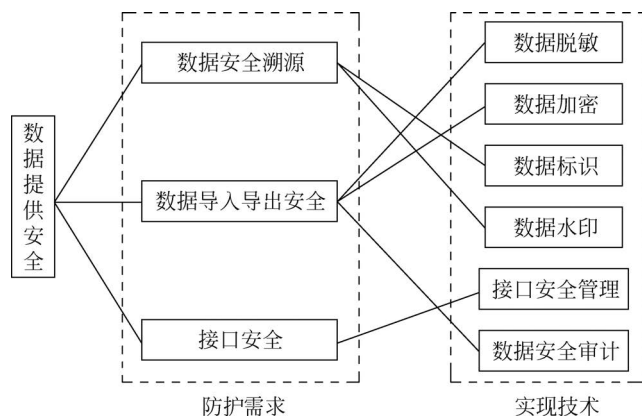 数据提供安全
数据安全溯源
数据导入导出安全
接口安全
防护需求
数据脱敏
数据加密
数据标识
数据水印
接口安全管理
数据安全审计
实现技术